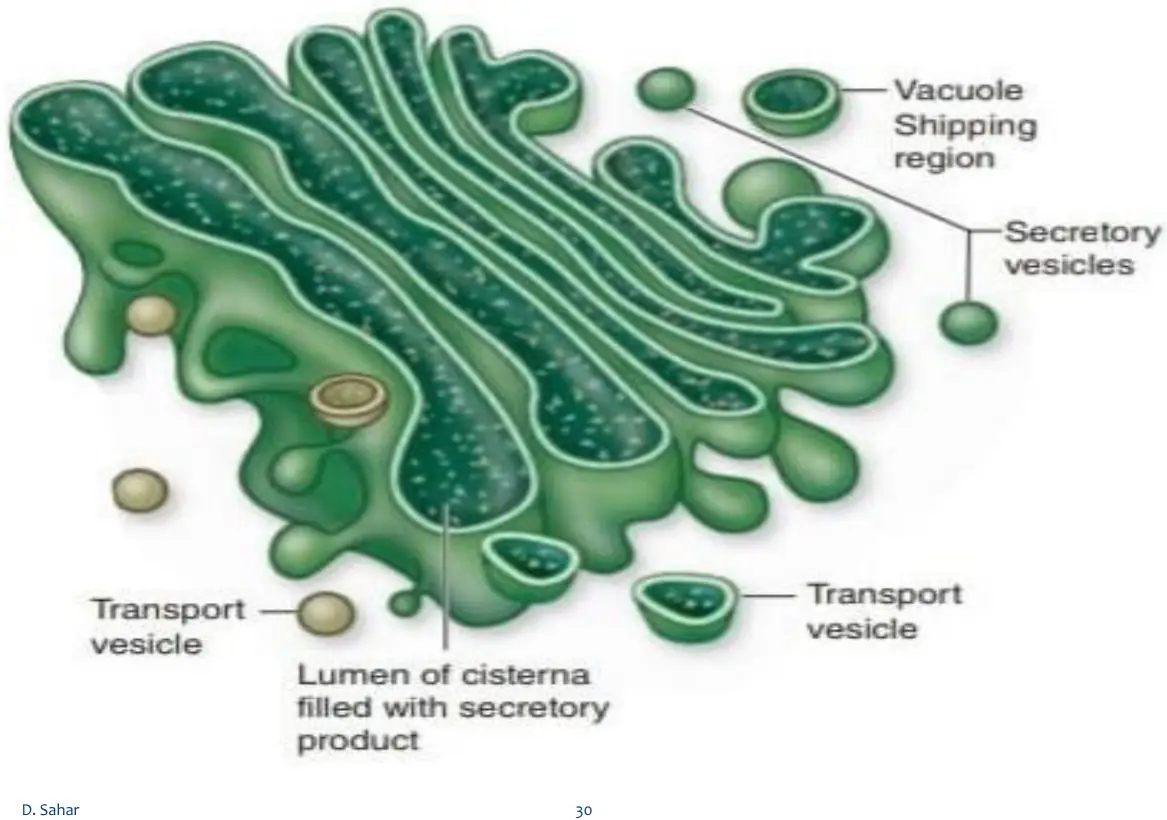 Vacuole
Shipping
region
Secretory
vesicles
Transport
vesicle
Transport
vesicle
Lumen of cisterna
filled with secretory
product
D. Sahar
30